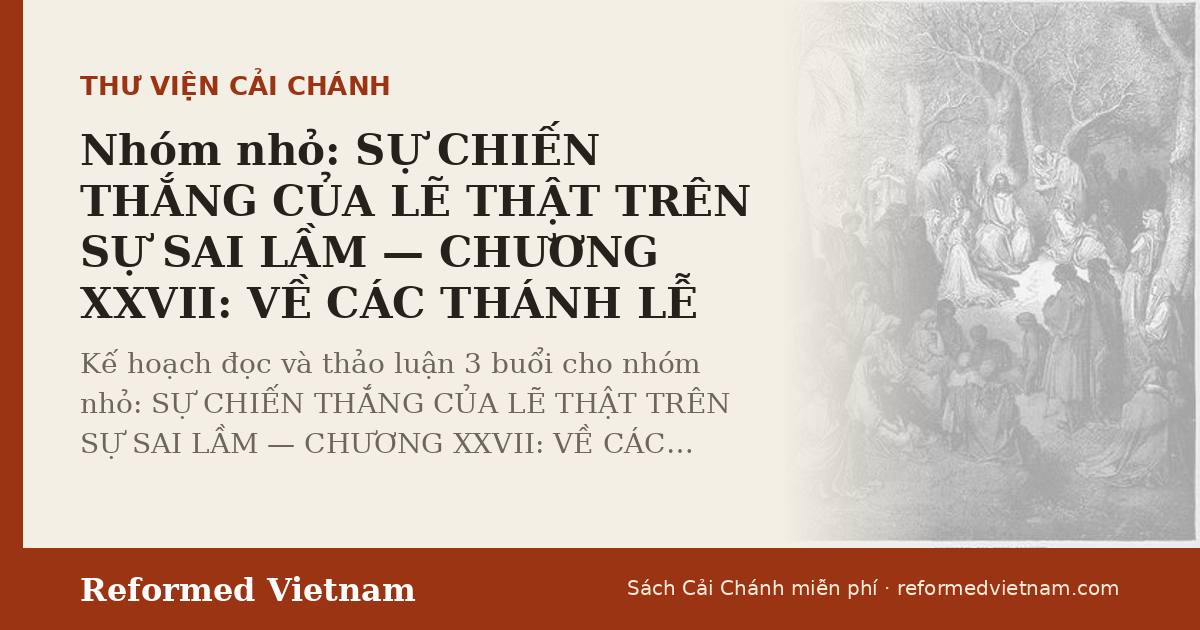 THƯ VIỆN CẢI CHÁNH
Nhóm nhỏ: SỰ CHIẾN
THẮNG CỦA LẼ THẬT TRÊN
SỰ SAI LẦM — CHƯƠNG
XXVII: VỀ CÁC THÁNH LỄ
Kế hoạch đọc và thảo luận 3 buổi cho nhóm
nhỏ: SỰ CHIẾN THẮNG CỦA LẼ THẬT TRÊN
SỰ SAI LẦM — CHƯƠNG XXVII: VỀ CÁC...
Reformed Vietnam
Sách Cải Chánh miễn phí · reformedvietnam.com